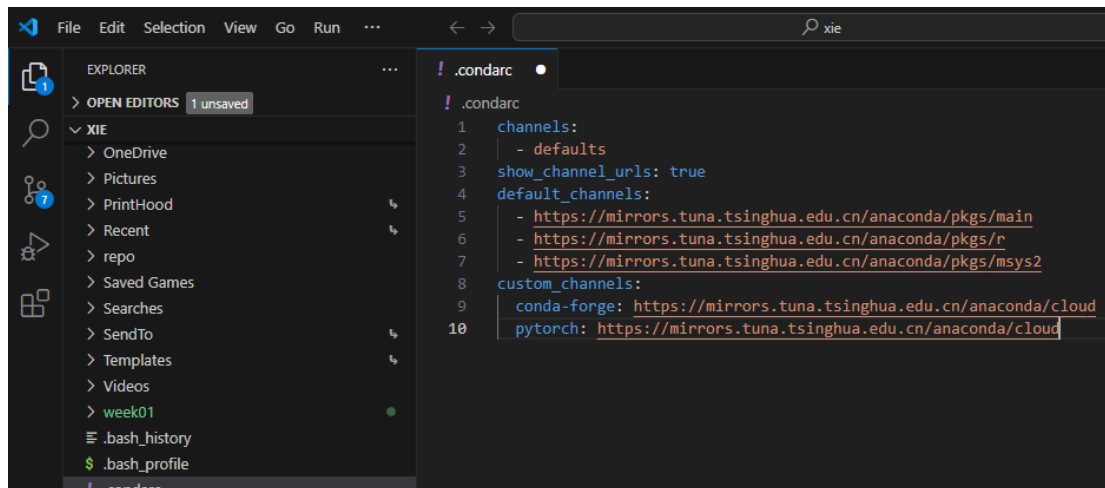 File Edit Selection View Go Run ...
xie
EXPLORER ...
OPEN EDITORS 1 unsaved
XIE
OneDrive
Pictures
PrintHood
Recent
repo
Saved Games
Searches
SendTo
Templates
Videos
week01
.bash_history
$ .bash_profile
1
7
! .condarc
! .condarc
1 channels:
2 - defaults
3 show_channel_urls: true
4 default_channels:
5 - https://mirrors.tuna.tsinghua.edu.cn/anaconda/pkgs/main
6 - https://mirrors.tuna.tsinghua.edu.cn/anaconda/pkgs/r
7 - https://mirrors.tuna.tsinghua.edu.cn/anaconda/pkgs/msys2
8 custom_channels:
9 conda-forge: https://mirrors.tuna.tsinghua.edu.cn/anaconda/cloud
10 pytorch: https://mirrors.tuna.tsinghua.edu.cn/anaconda/cloud